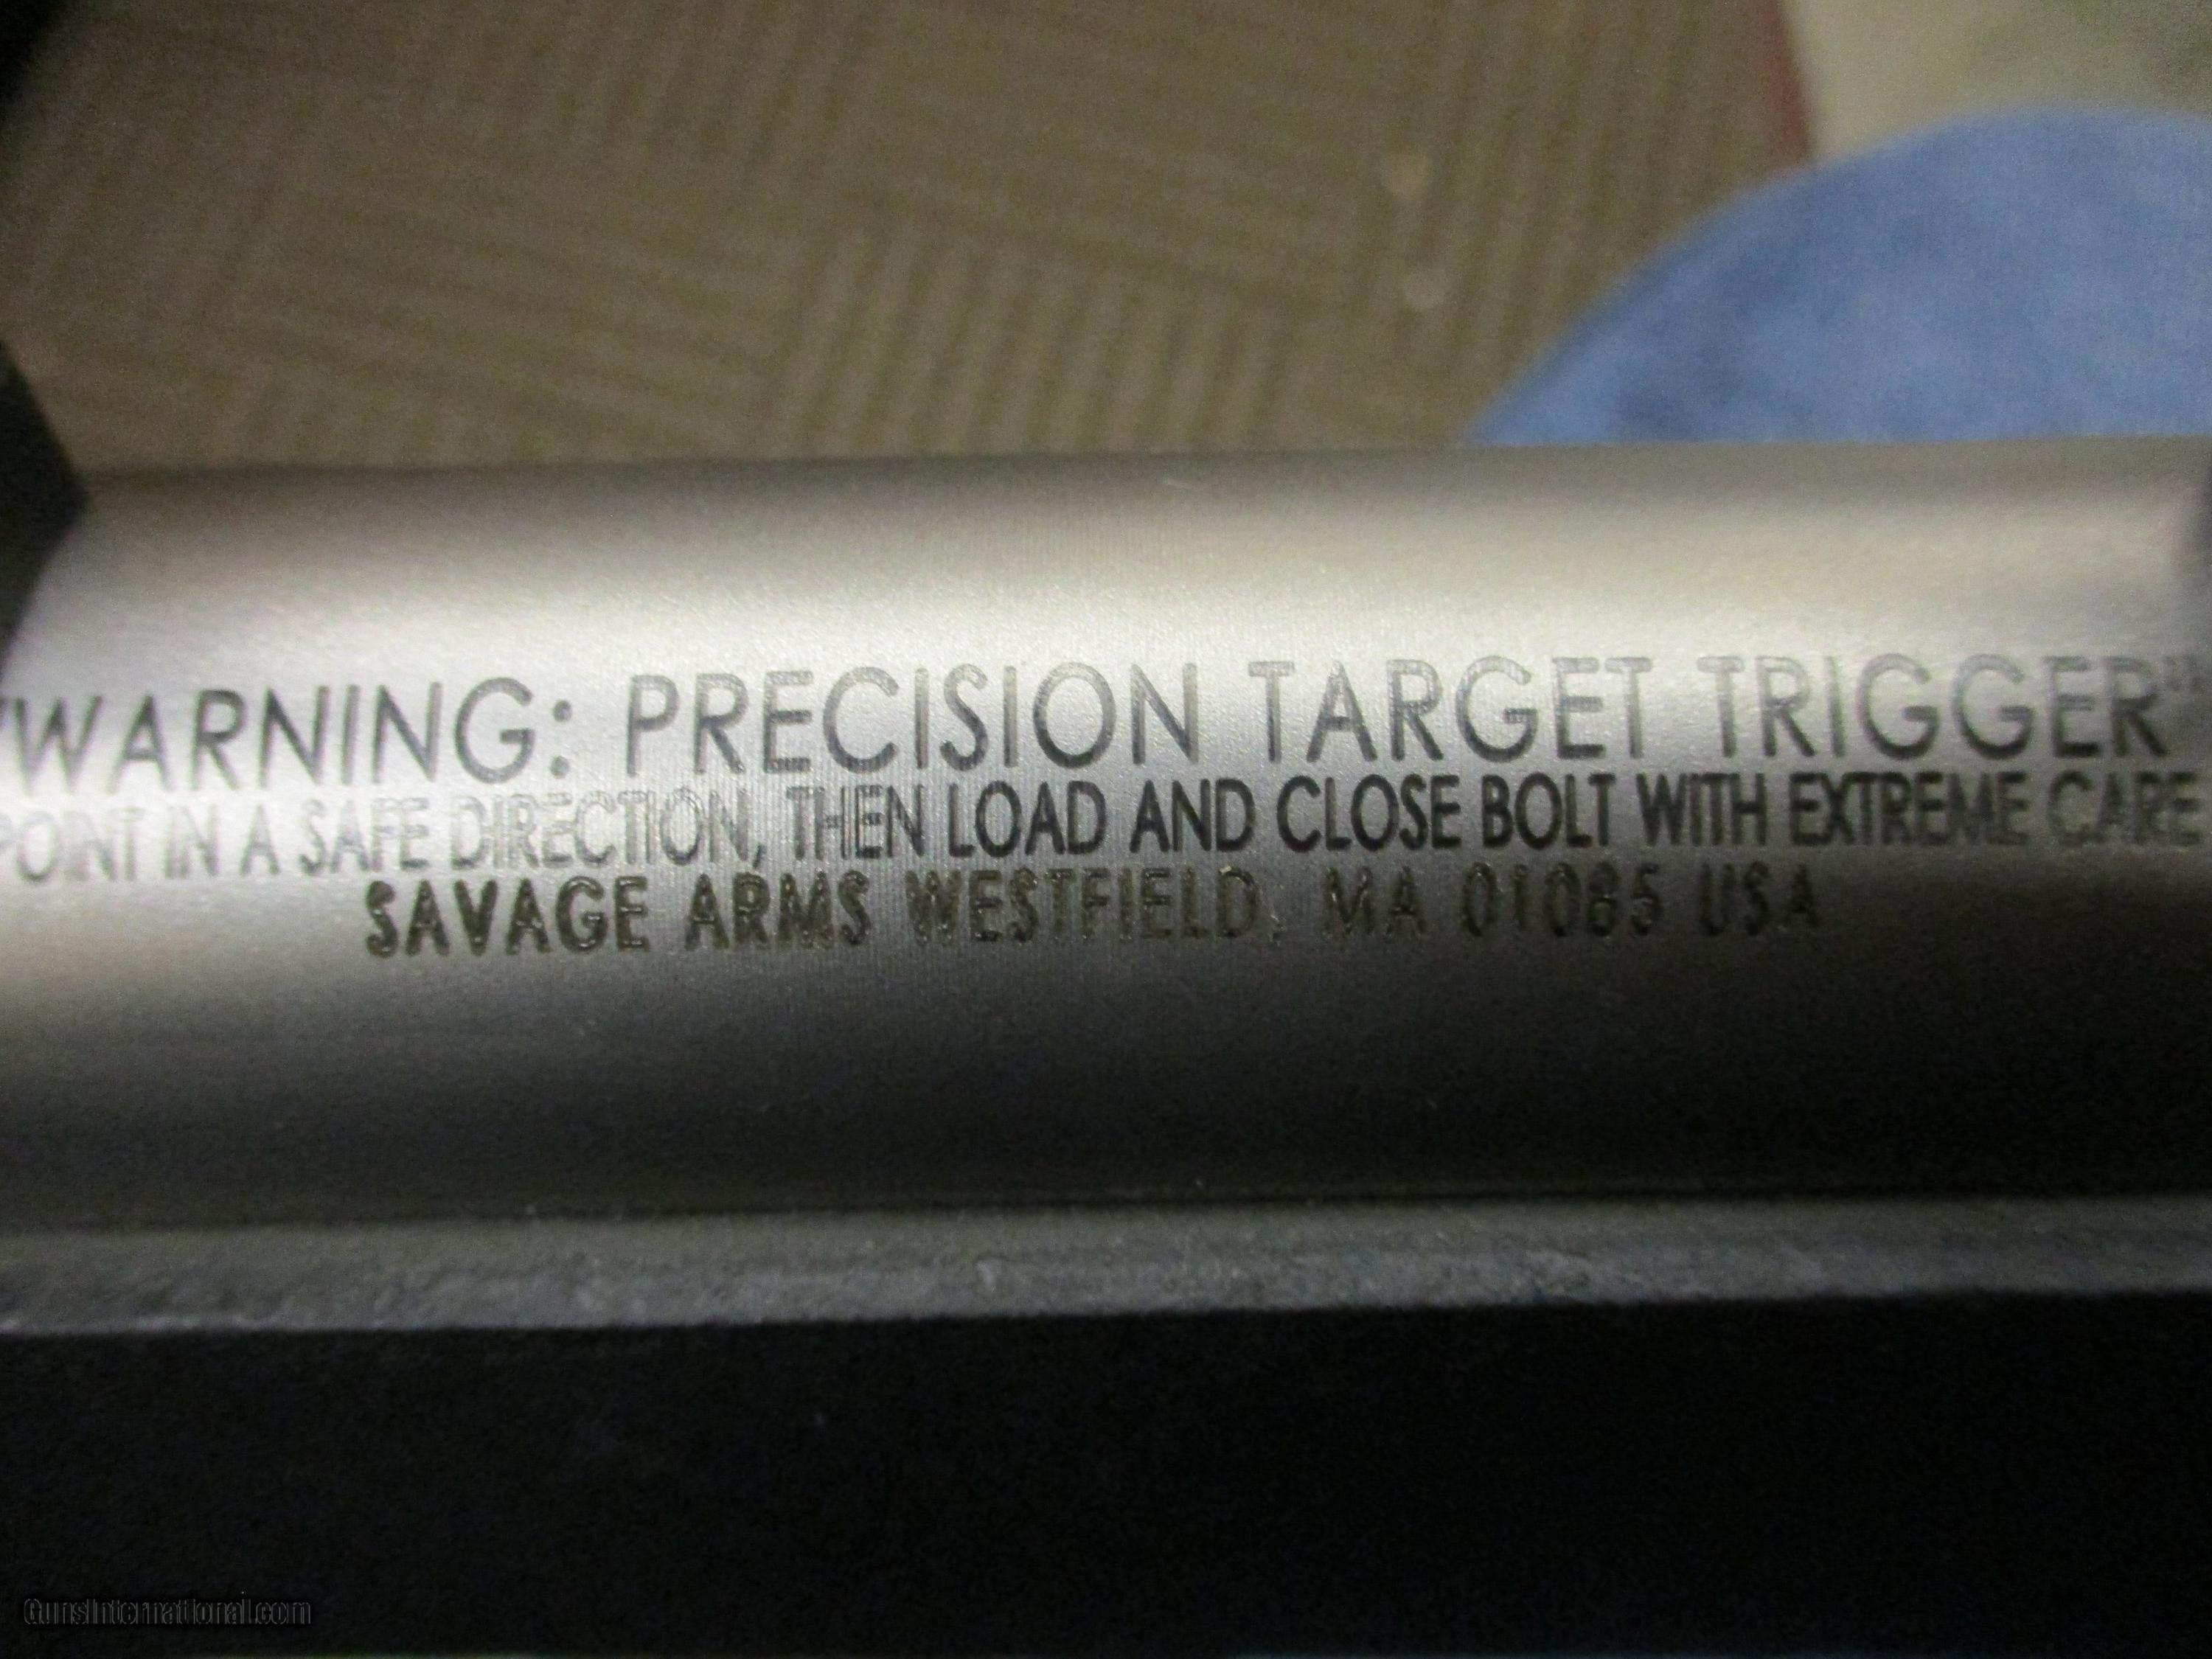 "WARNING: PRECISION TARGET TRIGGER™
POINT IN A SAFE DIRECTION, THEN LOAD AND CLOSE BOLT WITH EXTREME CARE
SAVAGE ARMS WESTFIELD, MA 01085 USA
GunsInternational.com